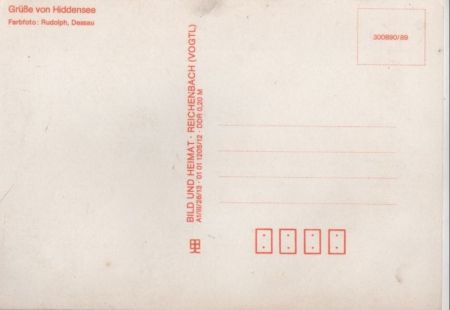 Grüße von Hiddensee
Farbfoto: Rudolph, Dessau
300890/89
BILD UND HEIMAT · REICHENBACH (VOGTL)
A1/III/26/13 · 01 01 1205/12 · DDR 0,20 M